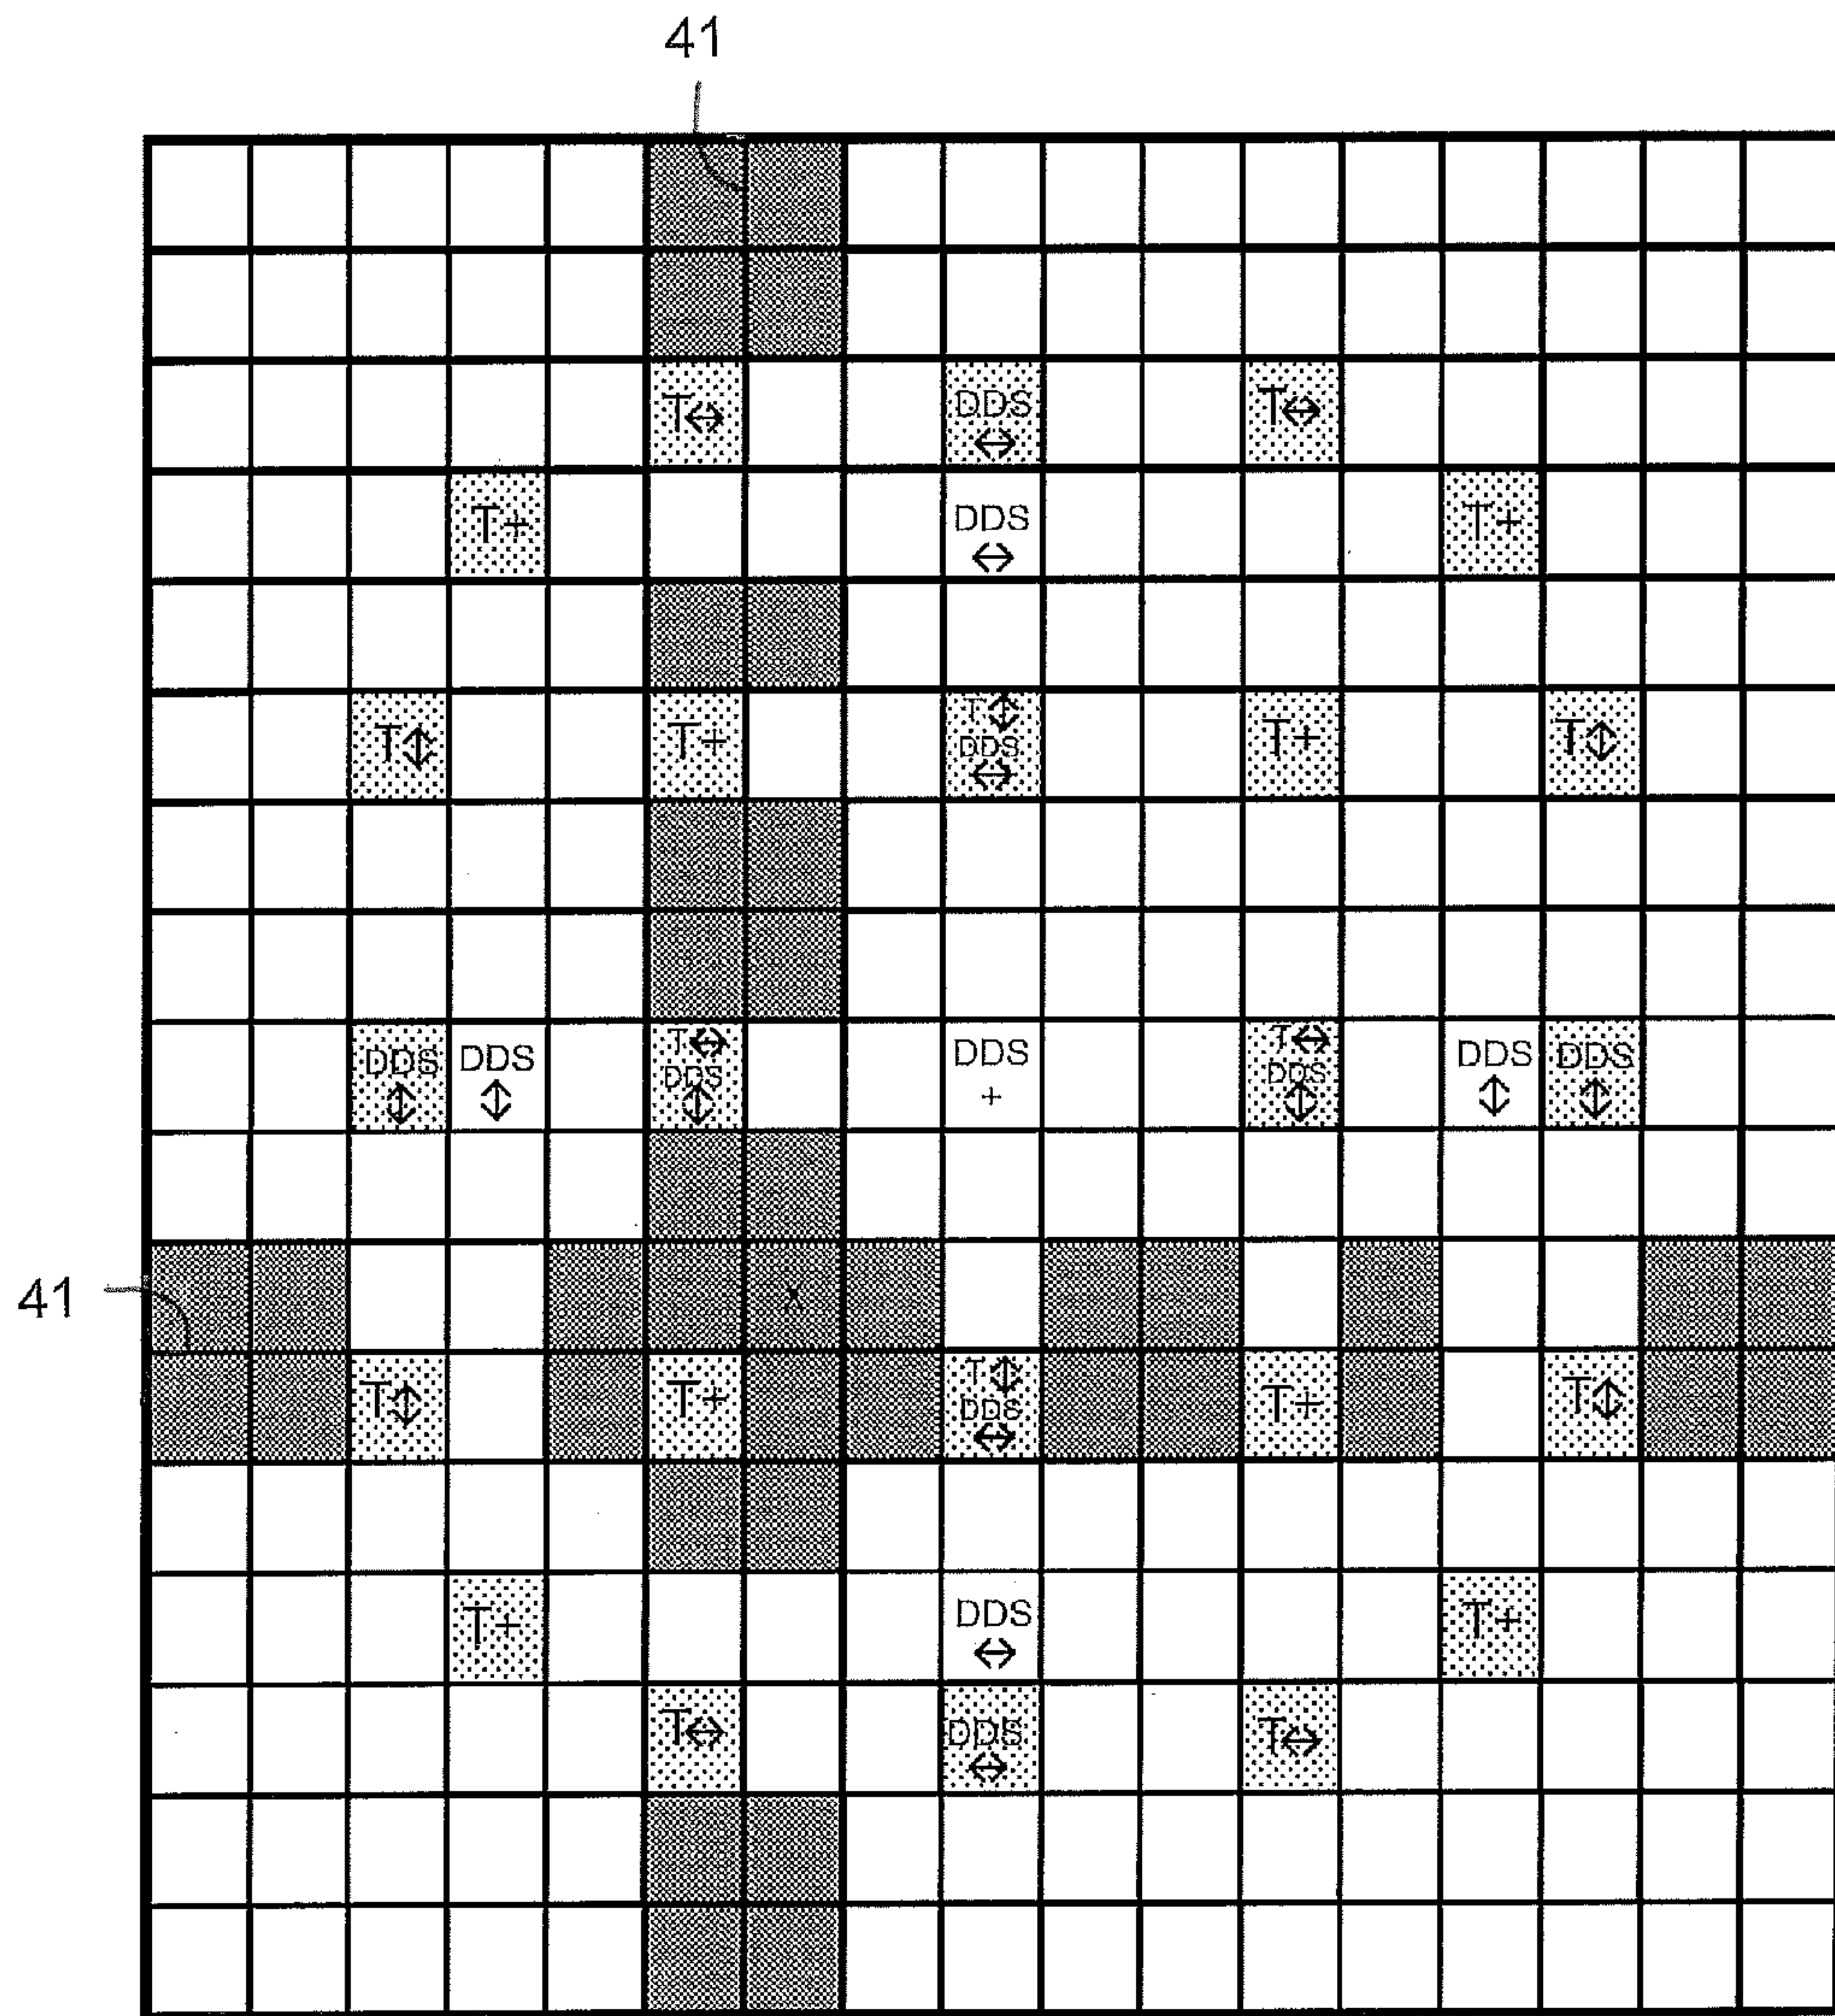 41
T↔ DDS T↔
↔
T+ DDS T+
↔
T↕ T+ T↕ T+ T↕
DDS
↔
DDS DDS T↔ DDS T↔ DDS DDS
↕ ↕ DDS + DDS ↕ ↕
↕ ↕
41 X
T↕ T+ T↕ T+ T↕
DDS
↔
T+ DDS T+
↔
T↔ DDS T↔
↔